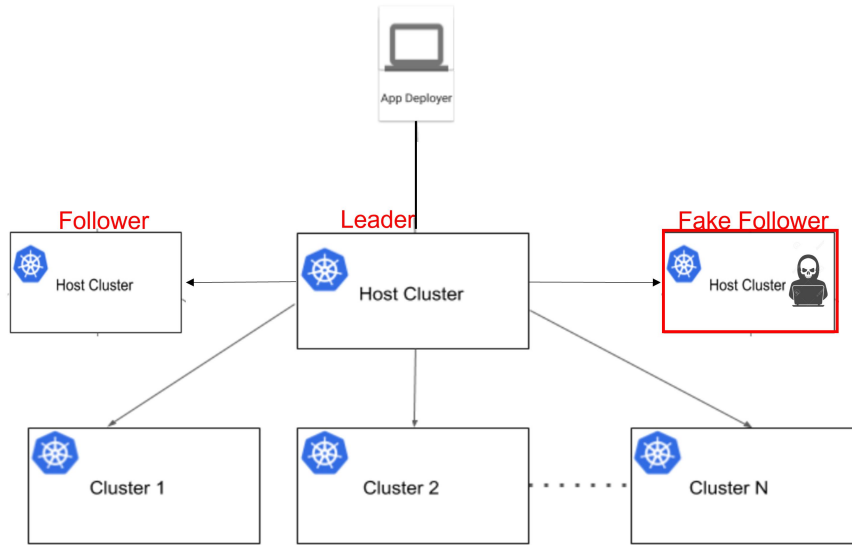 App Deployer
Follower
Leader
Fake Follower
Host Cluster
Host Cluster
Host Cluster
Cluster 1
Cluster 2
Cluster N